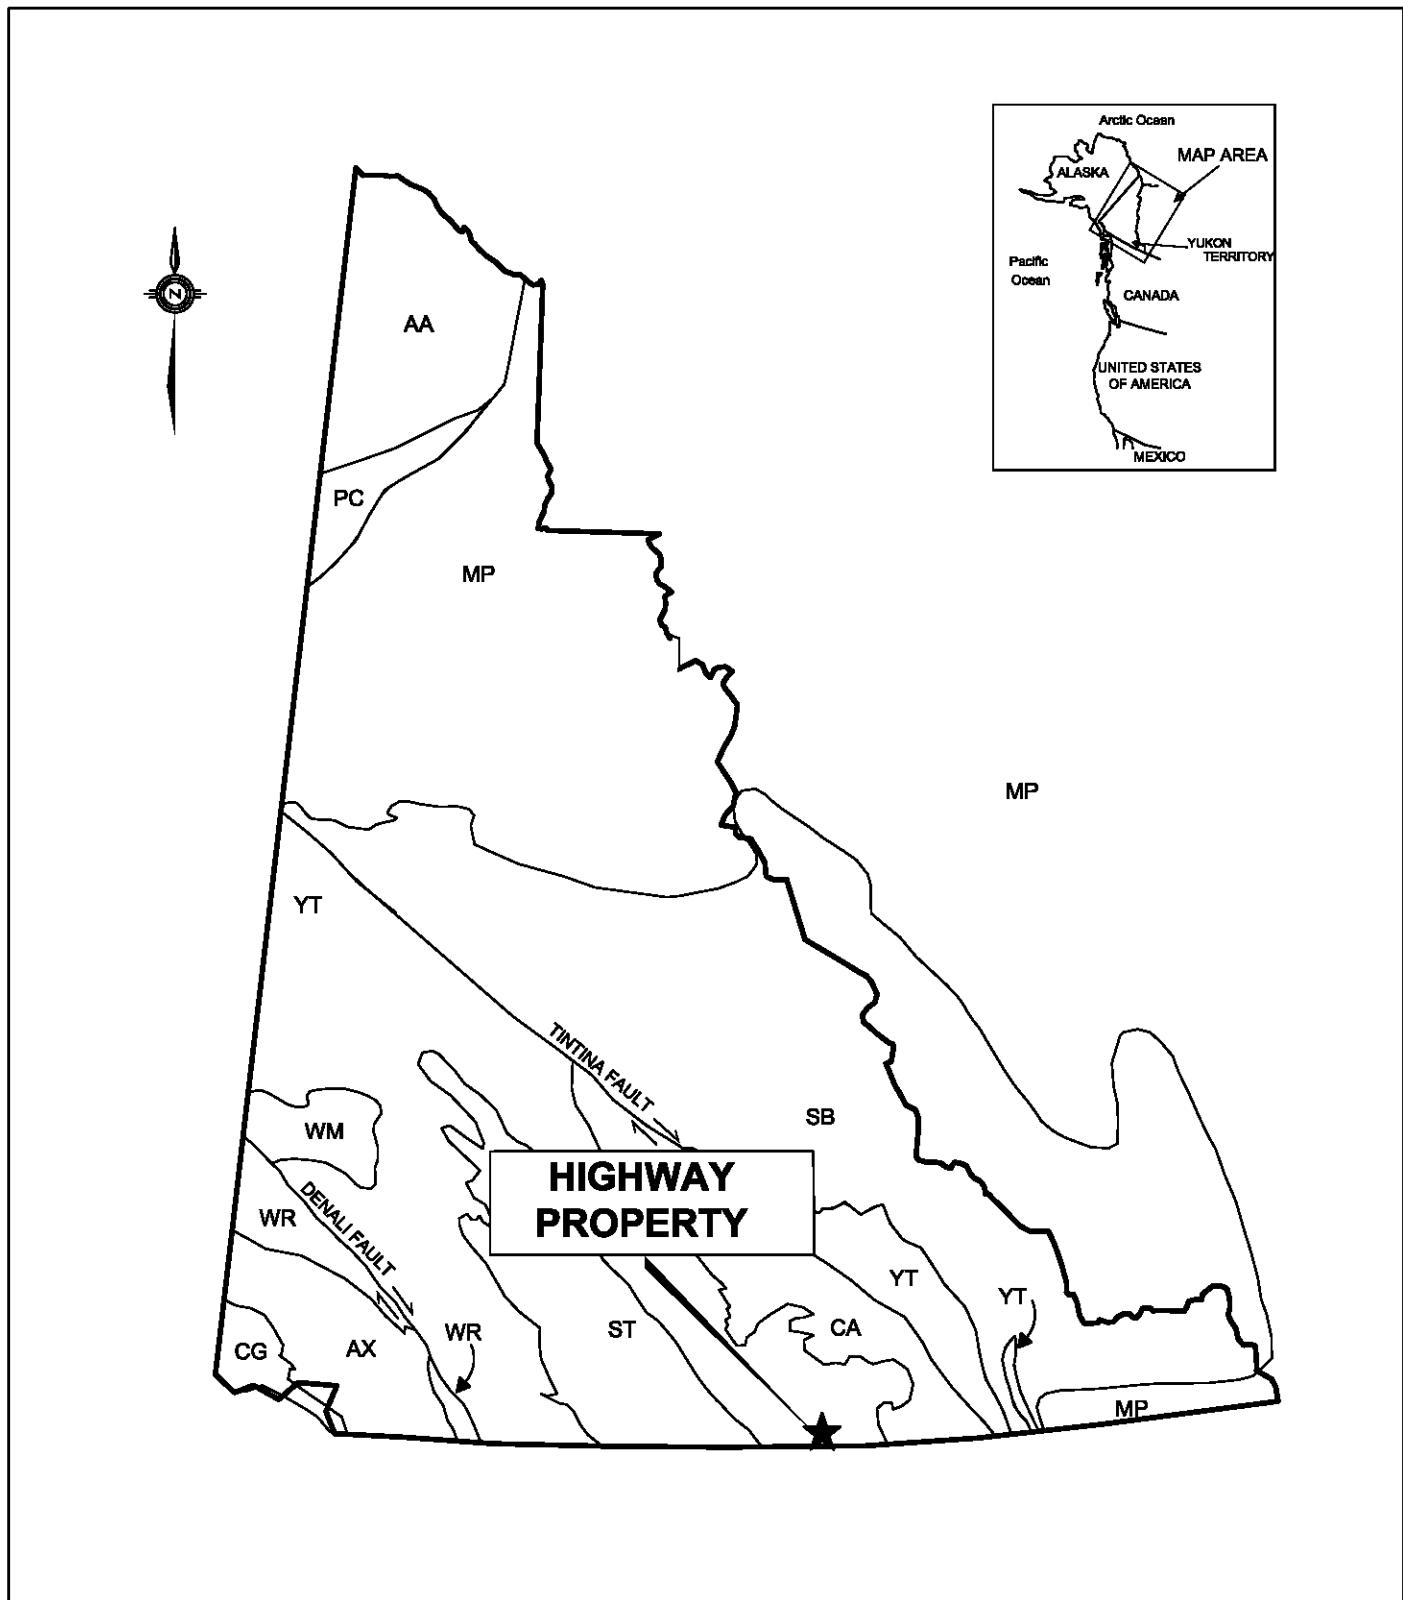 Arctic Ocean
MAP AREA
ALASKA
YUKON
TERRITORY
Pacific
Ocean
CANADA
UNITED STATES
OF AMERICA
MEXICO
N
AA
PC
MP
MP
YT
TINTINA FAULT
SB
WM
HIGHWAY
PROPERTY
DENALI FAULT
WR
YT
YT
WR
ST
CA
CG
AX
MP